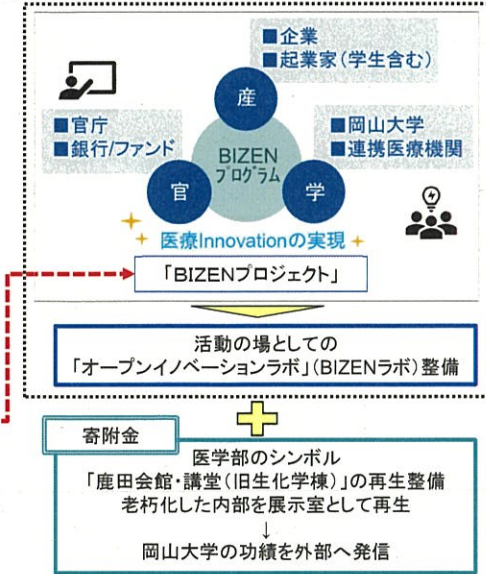 ■企業
■起業家(学生含む)
産
■官庁
■銀行/ファンド
■岡山大学
■連携医療機関
BIZEN
プログラム
官
学
医療Innovationの実現
「BIZENプロジェクト」
活動の場としての
「オープンイノベーションラボ」(BIZENラボ)整備
寄附金
医学部のシンボル
「鹿田会館・講堂(旧生化学棟)」の再生整備
老朽化した内部を展示室として再生
↓
岡山大学の功績を外部へ発信